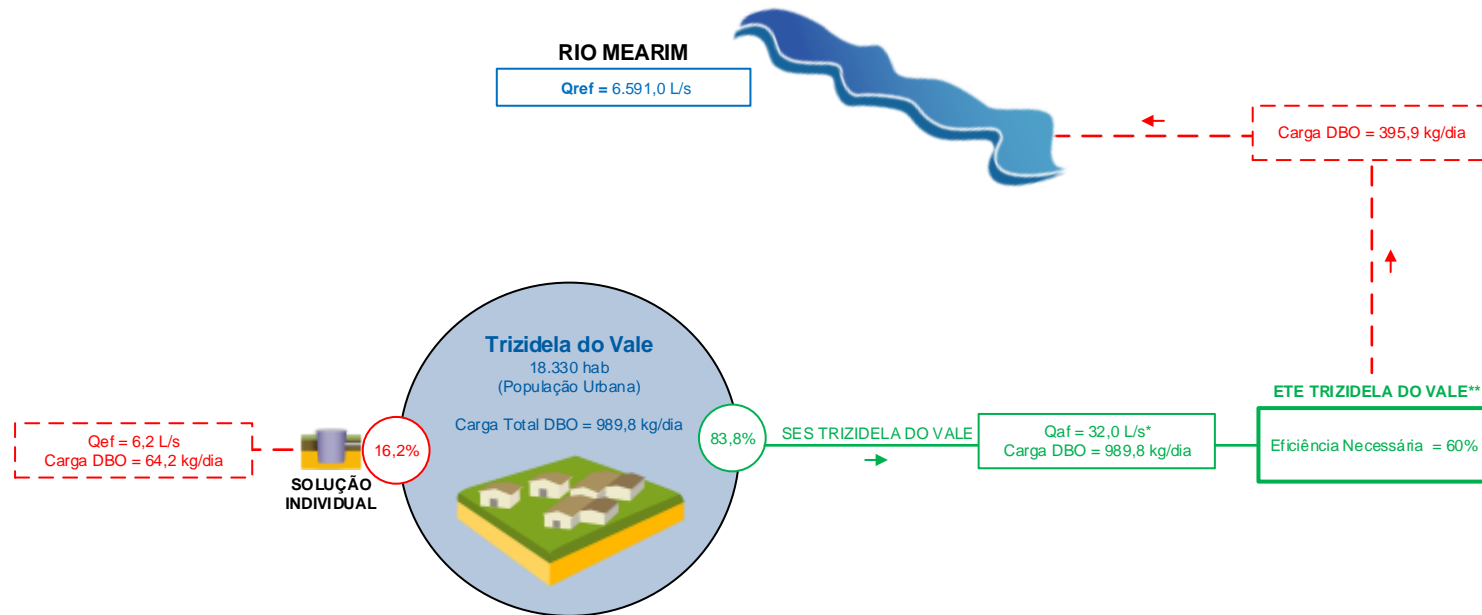 RIO MEARIM
Qref = 6.591,0 L/s
Carga DBO = 395,9 kg/dia
Trizidela do Vale
18.330 hab
(População Urbana)
Carga Total DBO = 989,8 kg/dia
Qef = 6,2 L/s
Carga DBO = 64,2 kg/dia
SOLUÇÃO
INDIVIDUAL
16,2%
83,8%
SES TRIZIDELA DO VALE
Qaf = 32,0 L/s*
Carga DBO = 989,8 kg/dia
ETE TRIZIDELA DO VALE**
Eficiência Necessária = 60%